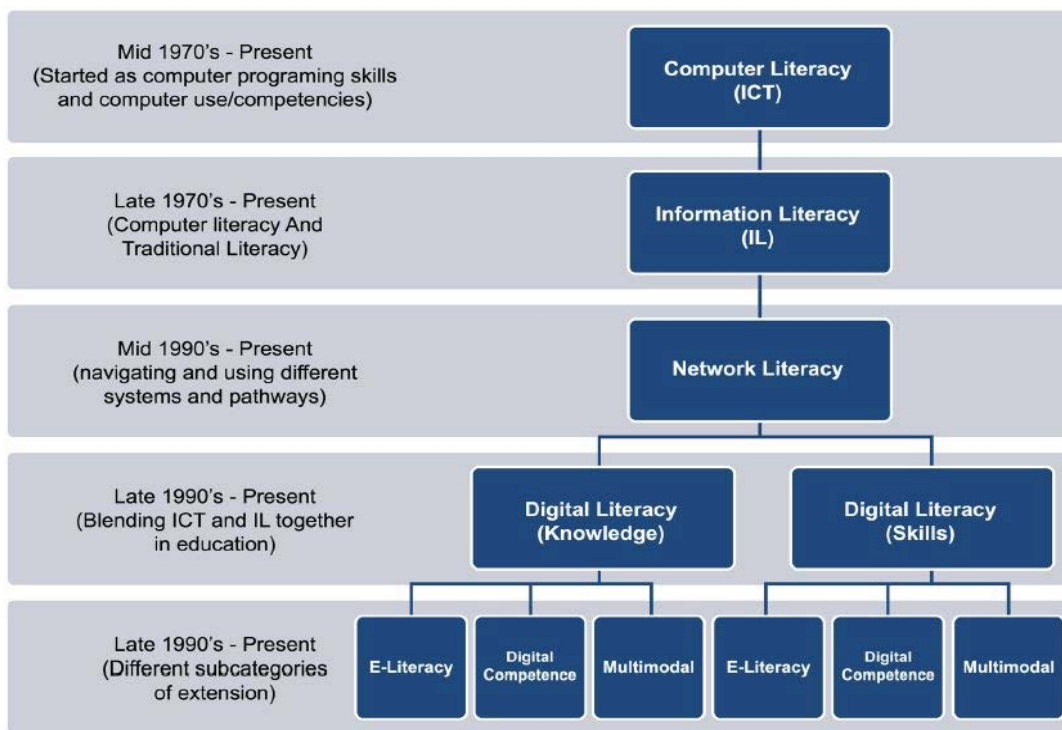 Mid 1970's - Present
(Started as computer programing skills
and computer use/competencies)
Computer Literacy
(ICT)
Late 1970's - Present
(Computer literacy And
Traditional Literacy)
Information Literacy
(IL)
Mid 1990's - Present
(navigating and using different
systems and pathways)
Network Literacy
Late 1990's - Present
(Blending ICT and IL together
in education)
Digital Literacy
(Knowledge)
Digital Literacy
(Skills)
Late 1990's - Present
(Different subcategories
of extension)
E-Literacy
Digital
Competence
Multimodal
E-Literacy
Digital
Competence
Multimodal